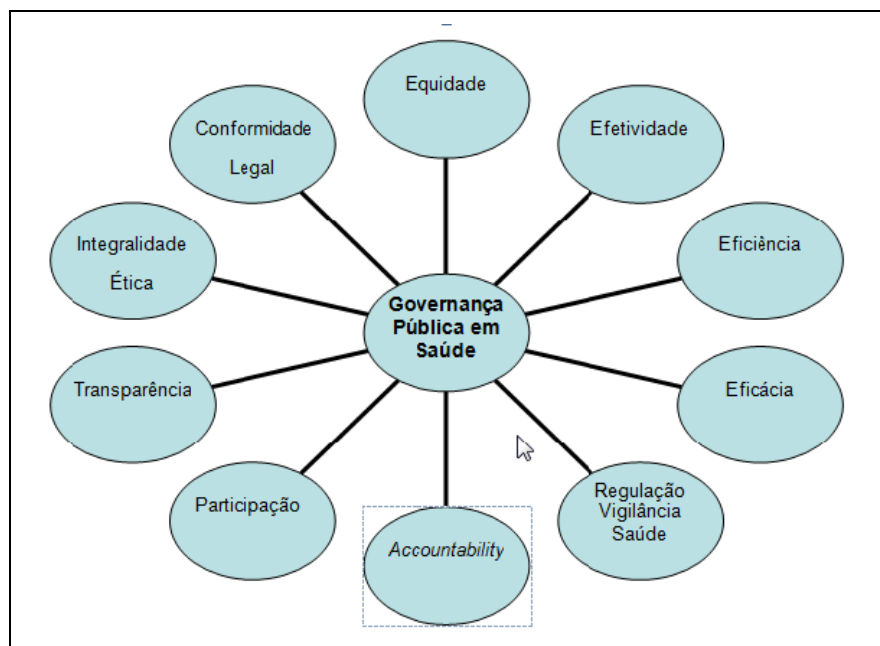 Equidade
Conformidade
Legal
Efetividade
Integralidade
Ética
Eficiência
Governança
Pública em
Saúde
Transparência
Eficácia
Participação
Regulação
Vigilância
Saúde
Accountability